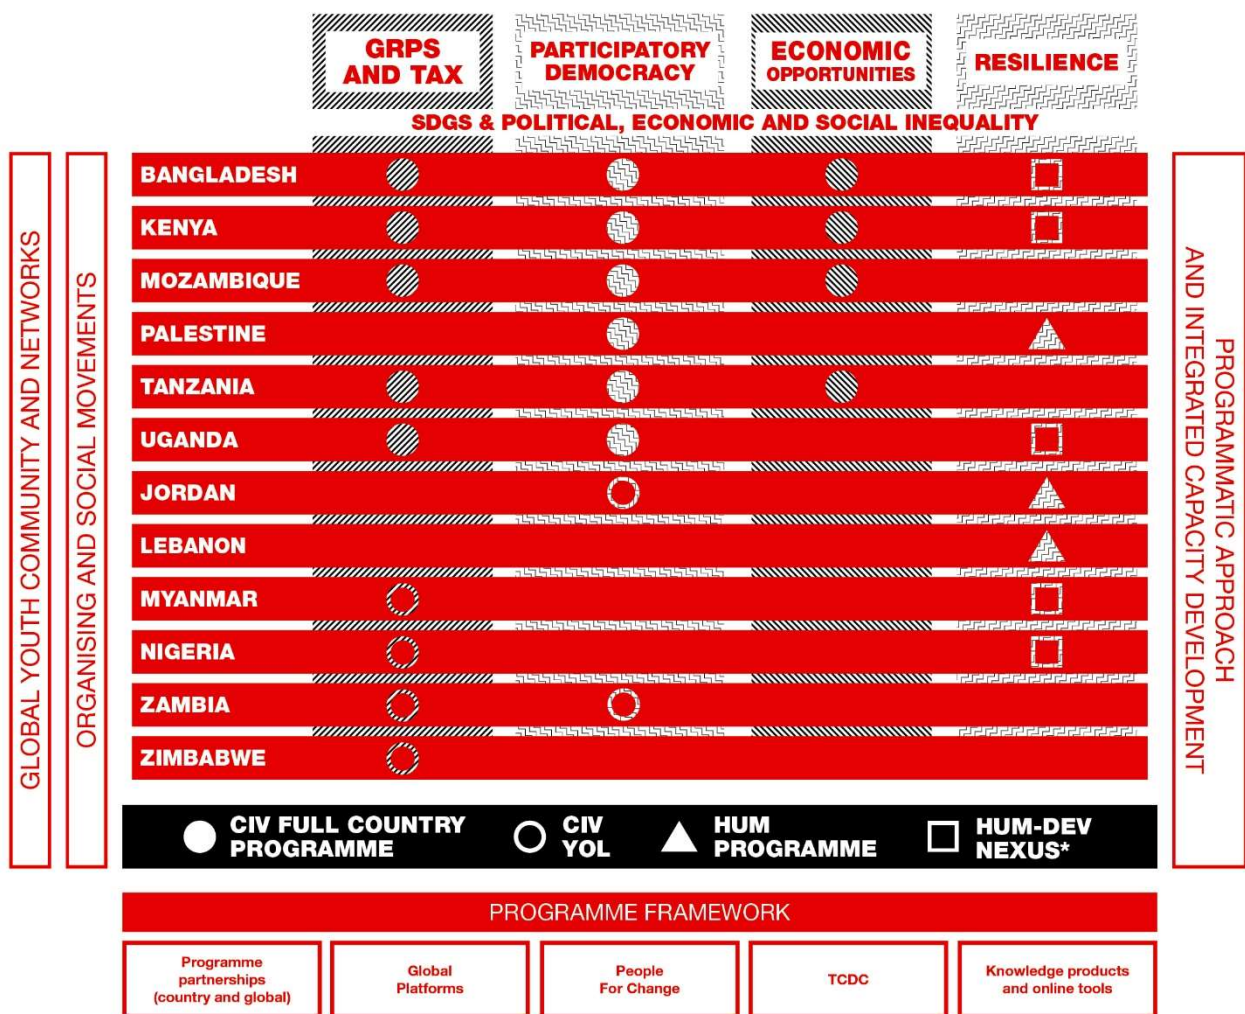 GRPS
AND TAX
PARTICIPATORY
DEMOCRACY
ECONOMIC
OPPORTUNITIES
RESILIENCE
SDGS & POLITICAL, ECONOMIC AND SOCIAL INEQUALITY
GLOBAL YOUTH COMMUNITY AND NETWORKS
ORGANISING AND SOCIAL MOVEMENTS
BANGLADESH
KENYA
MOZAMBIQUE
PALESTINE
TANZANIA
UGANDA
JORDAN
LEBANON
MYANMAR
NIGERIA
ZAMBIA
ZIMBABWE
PROGRAMMATIC APPROACH
AND INTEGRATED CAPACITY DEVELOPMENT
CIV FULL COUNTRY
PROGRAMME
CIV
YOL
HUM
PROGRAMME
HUM-DEV
NEXUS*
PROGRAMME FRAMEWORK
Programme
partnerships
(country and global)
Global
Platforms
People
For Change
TCDC
Knowledge products
and online tools